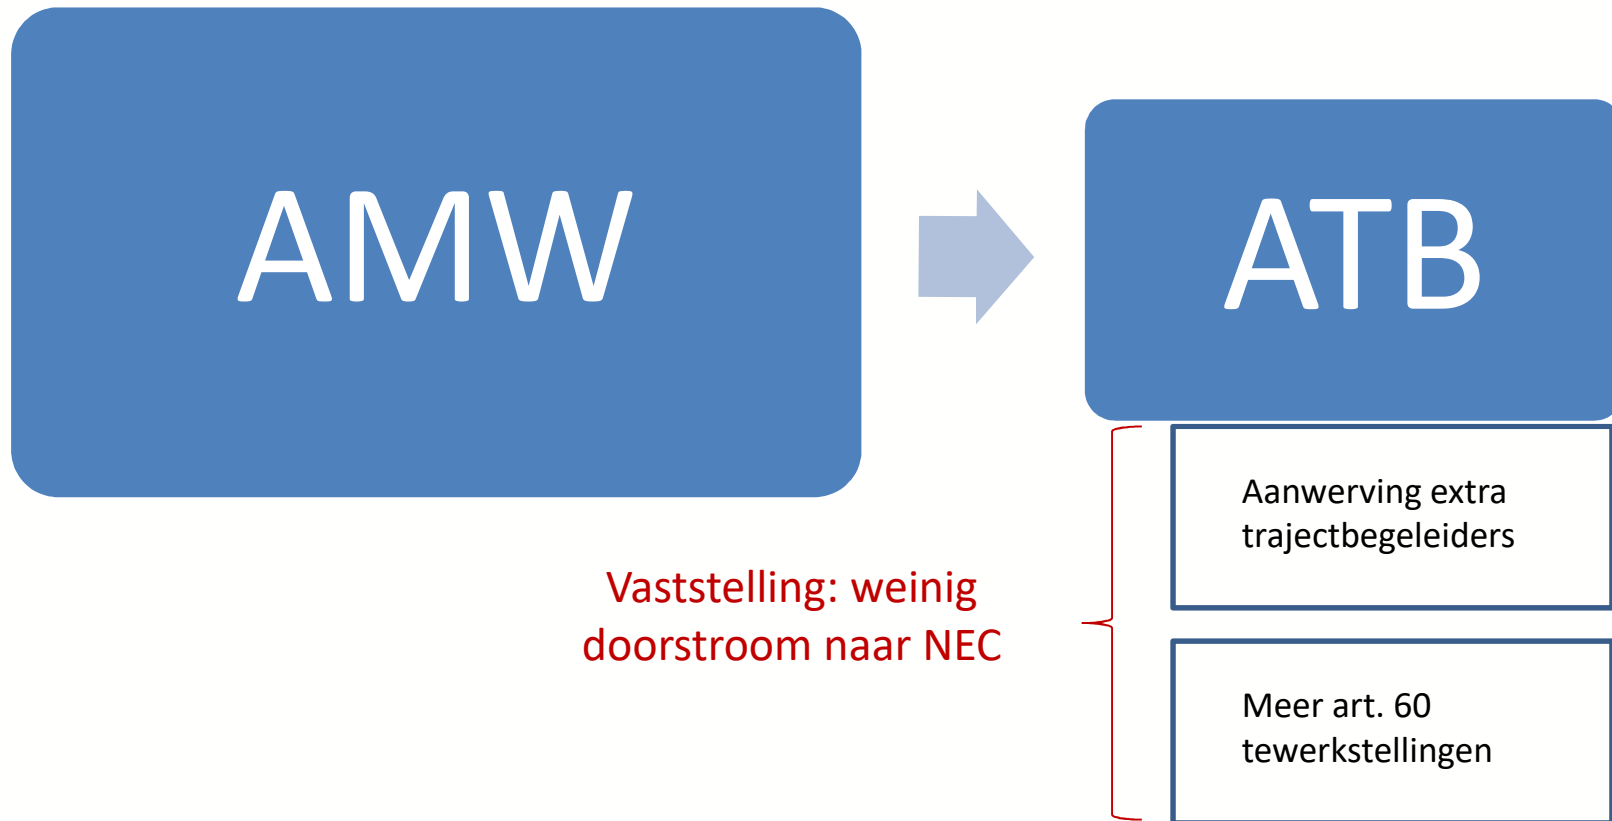 AMW
ATB
Aanwerving extra
trajectbegeleiders
Vaststelling: weinig
doorstroom naar NEC
Meer art. 60
tewerkstellingen